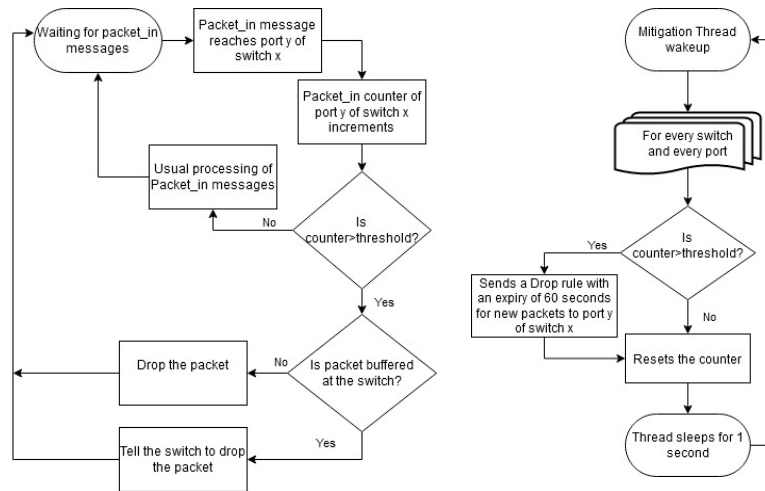 Waiting for packet_in
messages
Packet_in message
reaches port y of
switch x
Packet_in counter of
port y of switch x
increments
Usual processing of
Packet_in messages
No
Is
counter>threshold?
Yes
Is packet buffered
at the switch?
No
Drop the packet
Yes
Tell the switch to drop
the packet
Mitigation Thread
wakeup
For every switch
and every port
Is
counter>threshold?
Yes
Sends a Drop rule with
an expiry of 60 seconds
for new packets to port y
of switch x
No
Resets the counter
Thread sleeps for 1
second